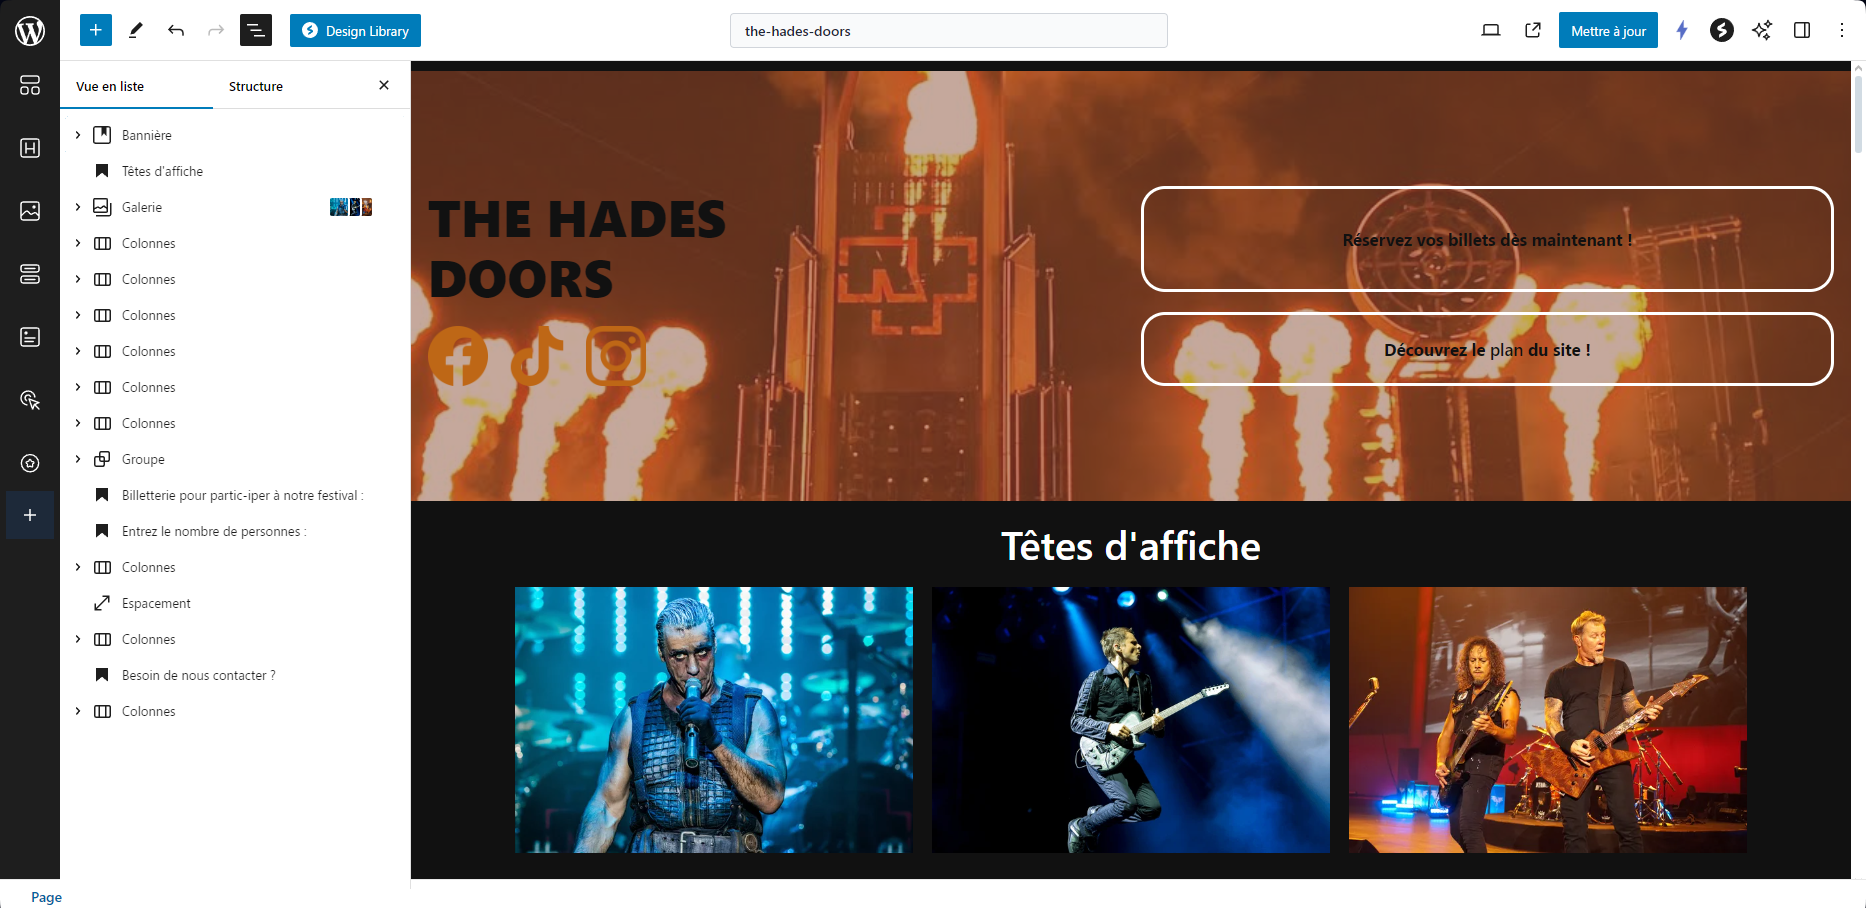 Design Library
the-hades-doors
Mettre à jour
Vue en liste
Structure
Bannière
Têtes d'affiche
Galerie
Colonnes
Colonnes
Colonnes
Colonnes
Colonnes
Colonnes
Groupe
Billetterie pour partic-iper à notre festival :
Entrez le nombre de personnes :
Colonnes
Espacement
Colonnes
Besoin de nous contacter ?
Colonnes
THE HADES
DOORS
Réservez vos billets dès maintenant !
Découvrez le plan du site !
Têtes d'affiche
Page